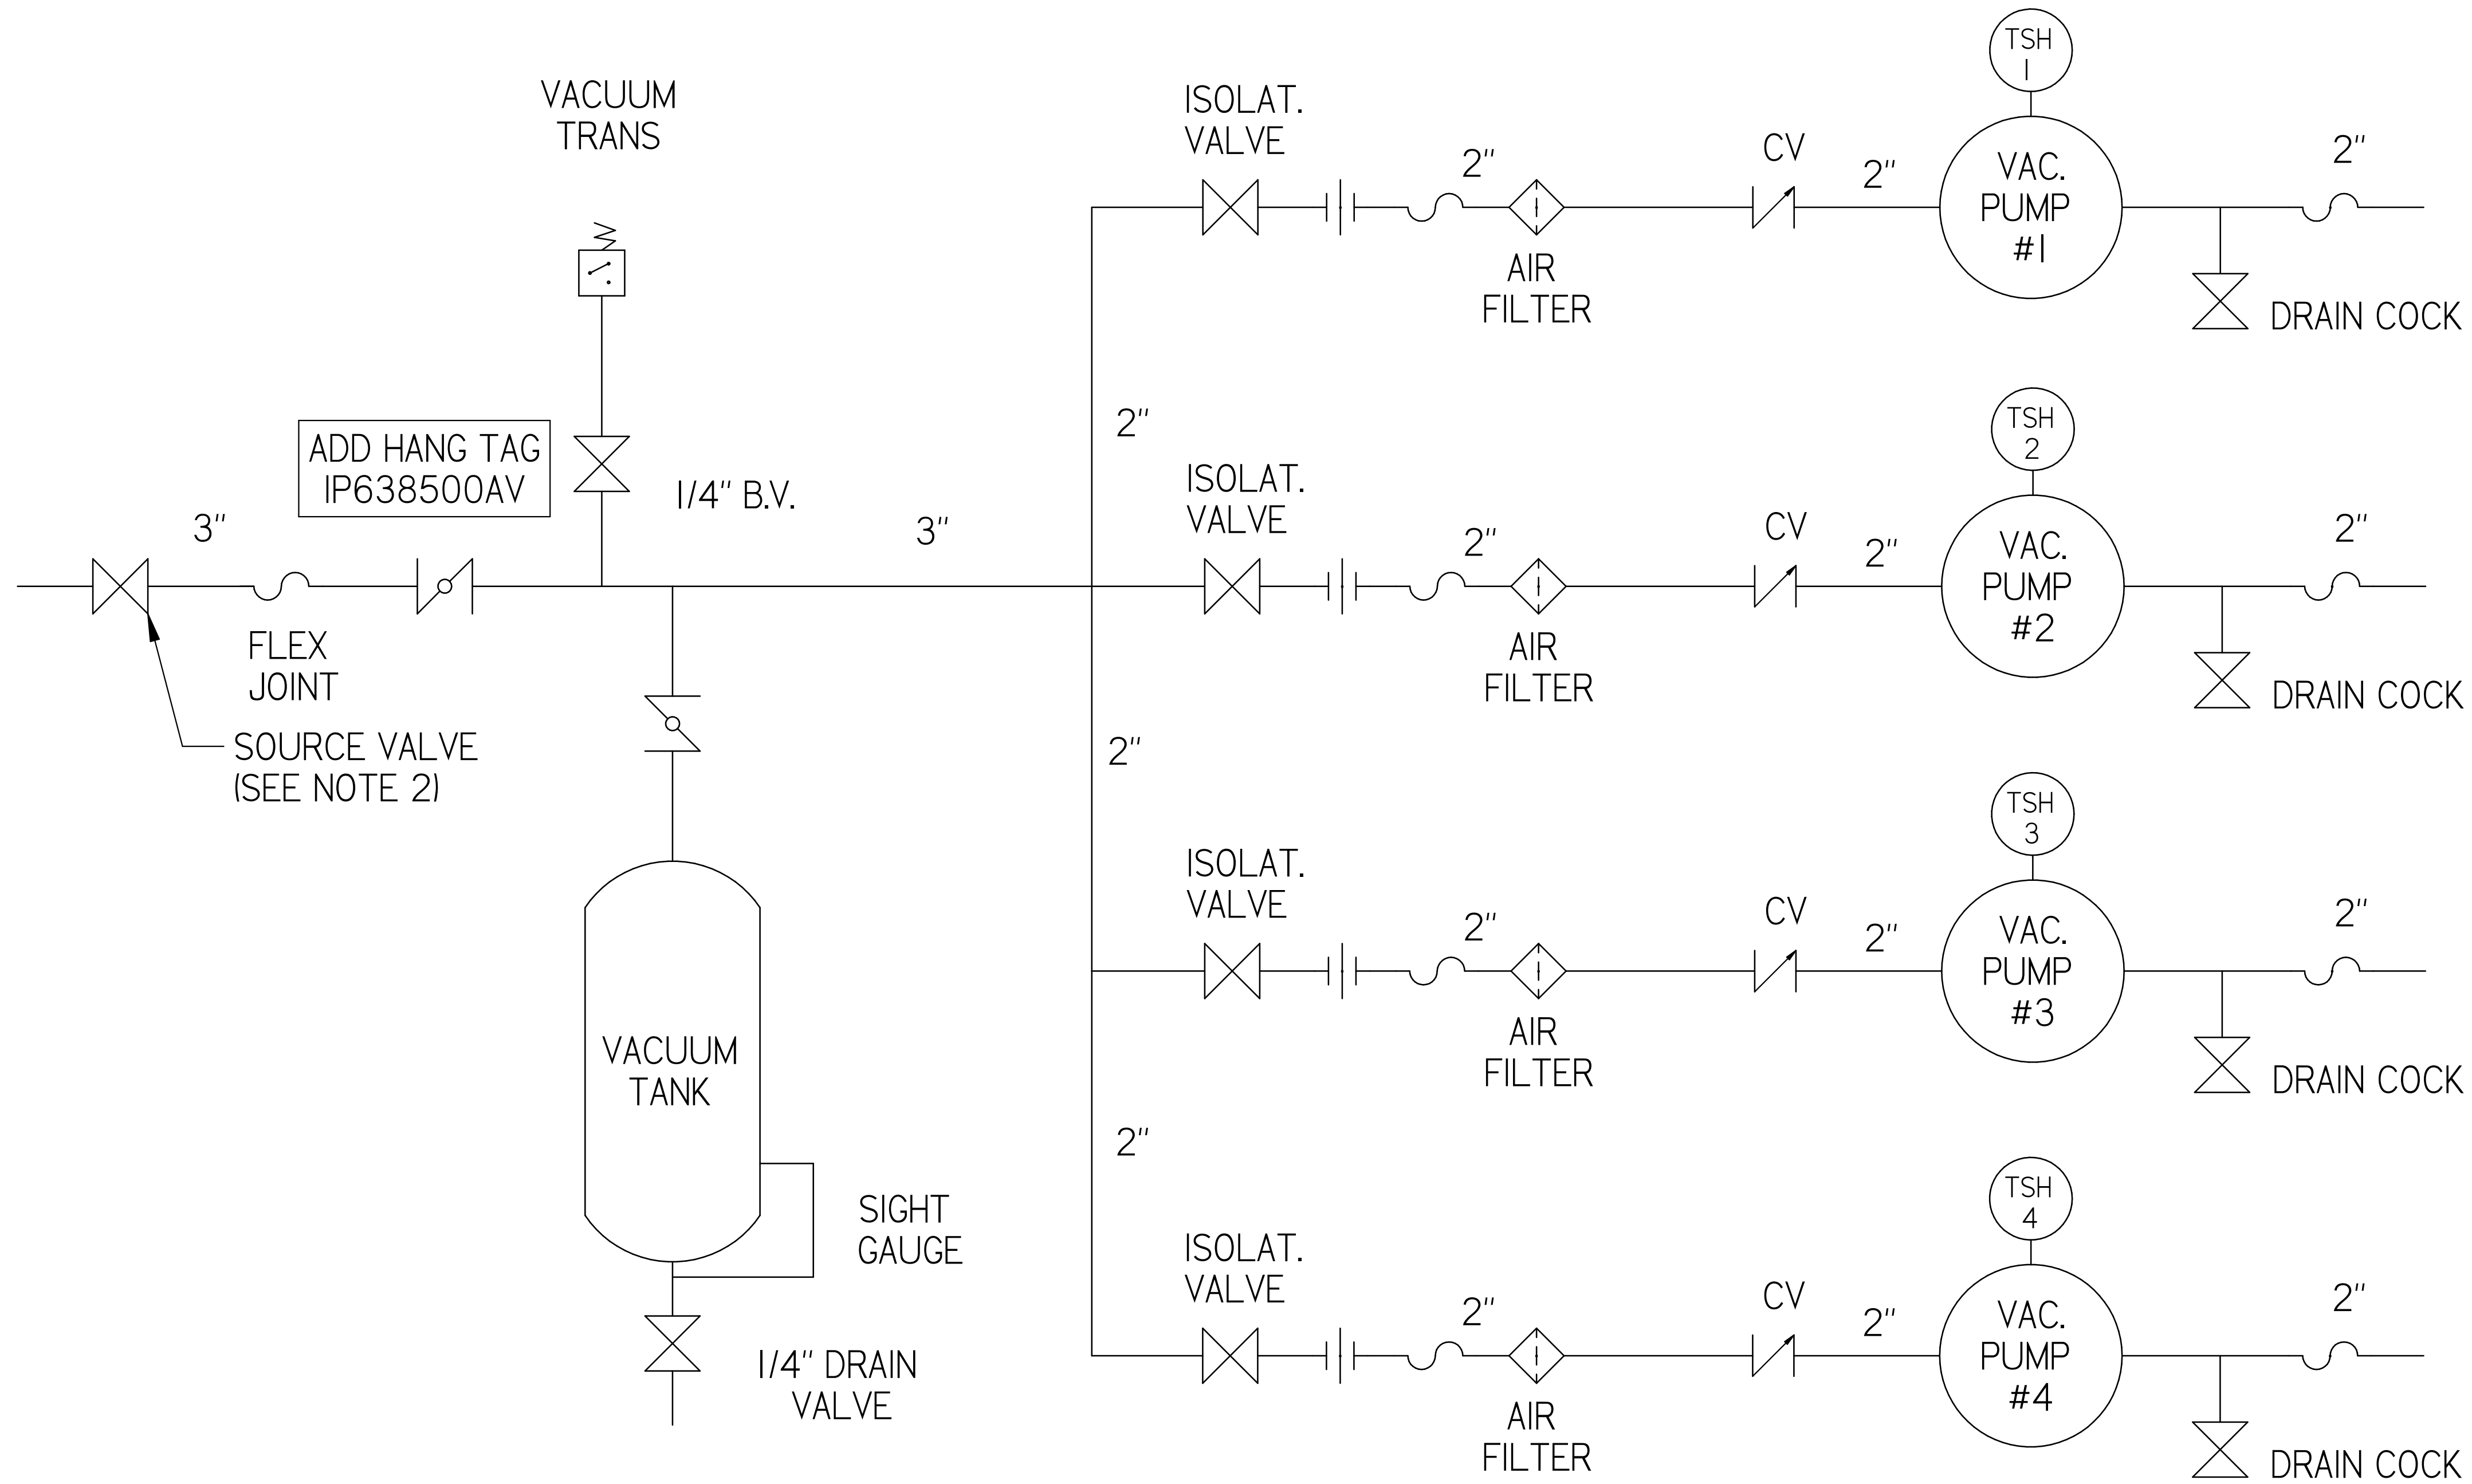 VACUUM
TRANS
ADD HANG TAG
IP638500AV
1/4" B.V.
3"
3"
FLEX
JOINT
SOURCE VALVE
(SEE NOTE 2)
VACUUM
TANK
SIGHT
GAUGE
1/4" DRAIN
VALVE
2"
2"
2"
ISOLAT.
VALVE
2"
AIR
FILTER
CV
2"
TSH
1
VAC.
PUMP
#1
2"
DRAIN COCK
ISOLAT.
VALVE
2"
AIR
FILTER
CV
2"
TSH
2
VAC.
PUMP
#2
2"
DRAIN COCK
ISOLAT.
VALVE
2"
AIR
FILTER
CV
2"
TSH
3
VAC.
PUMP
#3
2"
DRAIN COCK
ISOLAT.
VALVE
2"
AIR
FILTER
CV
2"
TSH
4
VAC.
PUMP
#4
2"
DRAIN COCK